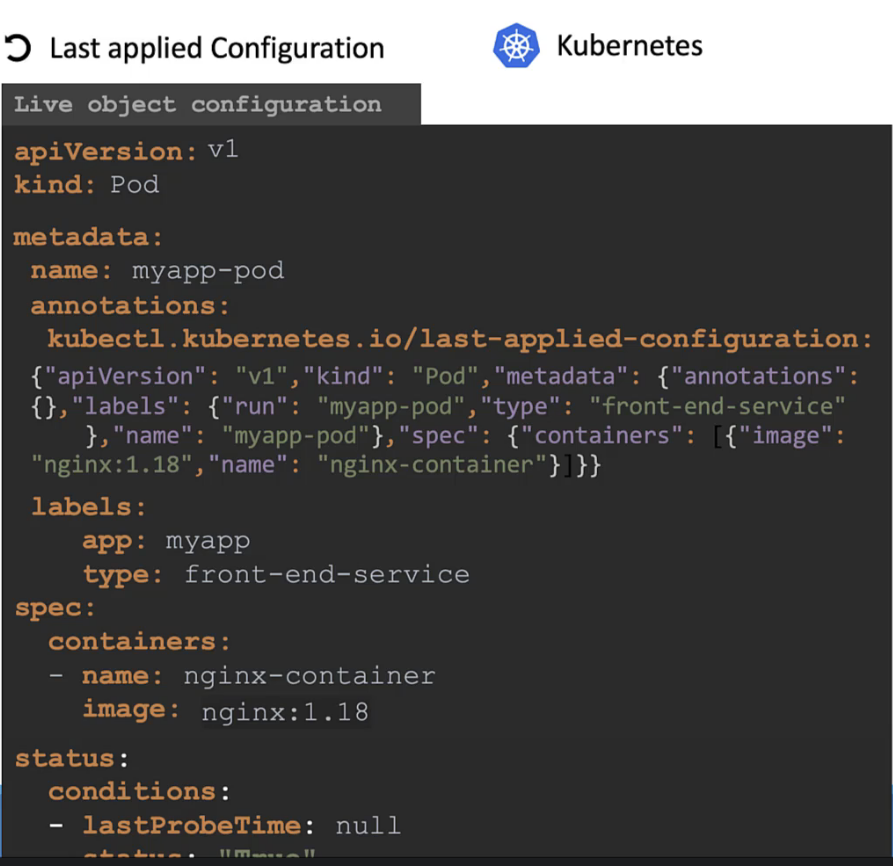 Last applied Configuration
Kubernetes
Live object configuration
apiVersion: v1
kind: Pod
metadata:
name: myapp-pod
annotations:
kubectl.kubernetes.io/last-applied-configuration:
{"apiVersion": "v1","kind": "Pod","metadata": {"annotations":
{},"labels": {"run": "myapp-pod","type": "front-end-service"
},"name": "myapp-pod"},"spec": {"containers": [{"image":
"nginx:1.18","name": "nginx-container"}]}}
labels:
app: myapp
type: front-end-service
spec:
containers:
- name: nginx-container
image: nginx:1.18
status:
conditions:
- lastProbeTime: null
status: "True"